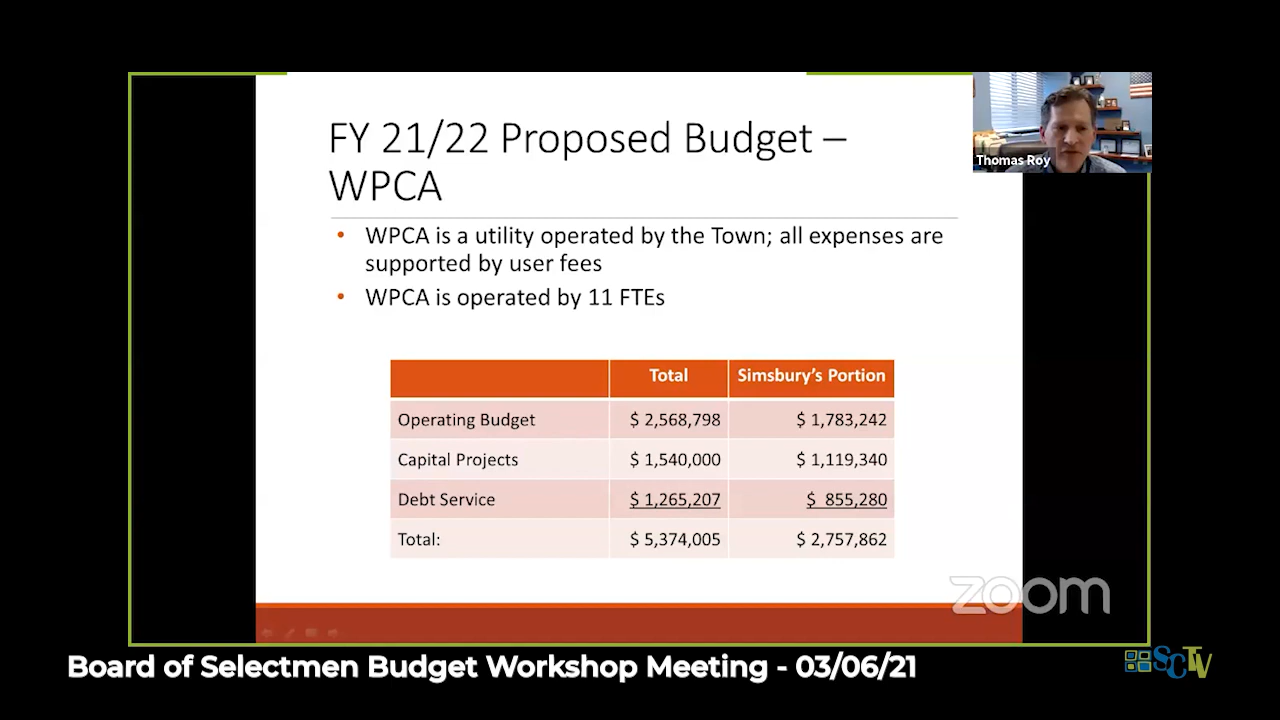 FY 21/22 Proposed Budget –
WPCA
Thomas Roy
• WPCA is a utility operated by the Town; all expenses are
supported by user fees
• WPCA is operated by 11 FTEs
Total Simsbury’s Portion
Operating Budget $ 2,568,798 $ 1,783,242
Capital Projects $ 1,540,000 $ 1,119,340
Debt Service $ 1,265,207 $ 855,280
Total: $ 5,374,005 $ 2,757,862
zoom
Board of Selectmen Budget Workshop Meeting - 03/06/21
SCTV